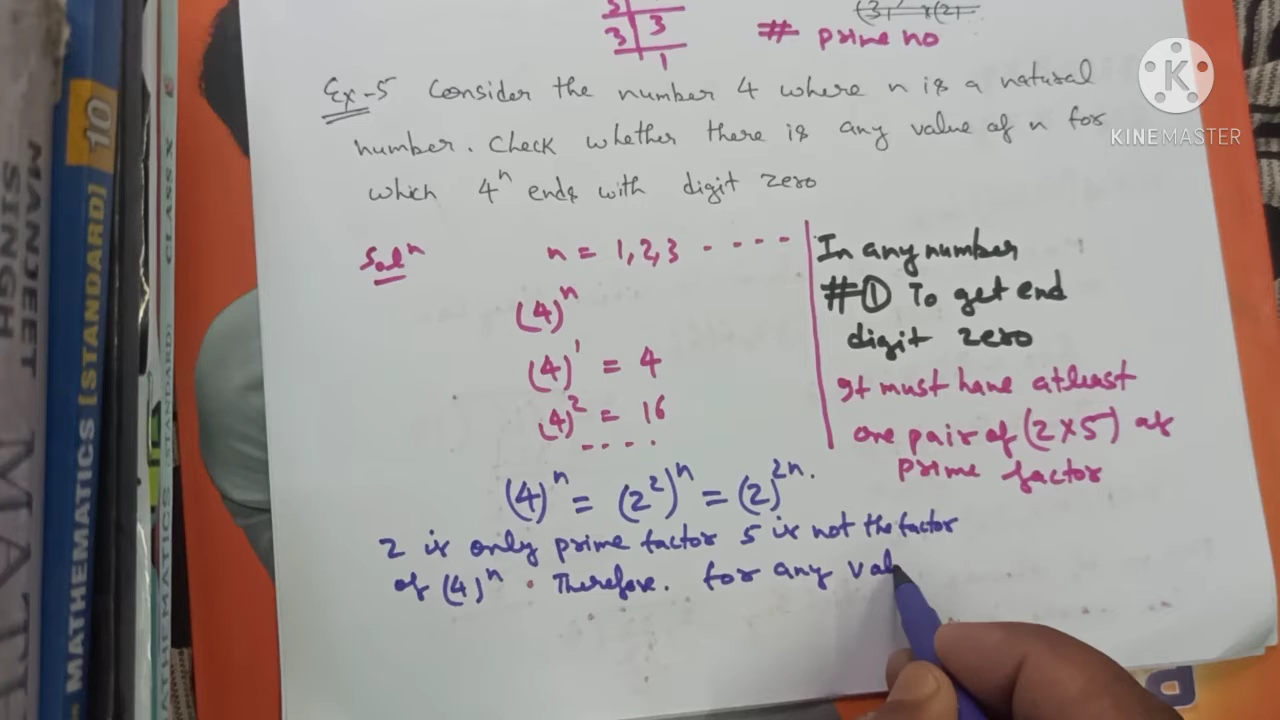 3 3
1
# prime no
KINEMASTER
Ex-5 Consider the number 4 where n is a natural
number. Check whether there is any value of n for
which 4ⁿ ends with digit zero
Solⁿ
n = 1, 2, 3 - - - -
(4)ⁿ
(4)¹ = 4
(4)² = 16
- - - -
(4)ⁿ = (2²)ⁿ = (2)²ⁿ.
2 is only prime factor 5 is not the factor
of (4)ⁿ . Therefore. for any val
In any number
#① To get end
digit zero
It must have atleast
one pair of (2×5) as
prime factor
MANJEET
SINGH
MATHEMATICS [STANDARD] 10
CLASS X